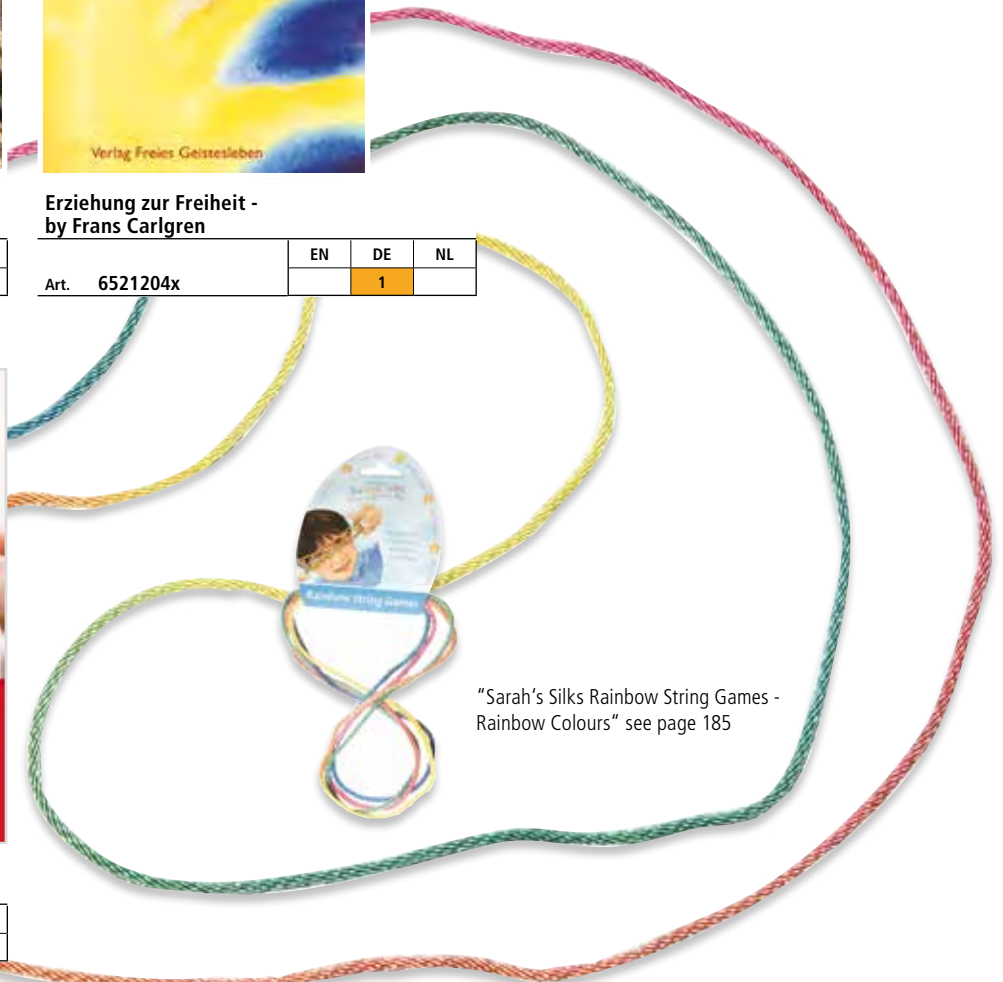 Verlag Freies Geistesleben
Erziehung zur Freiheit -
by Frans Carlgren
EN DE NL
Art. 6521204x 1
Rainbow String Games
"Sarah's Silks Rainbow String Games -
Rainbow Colours" see page 185